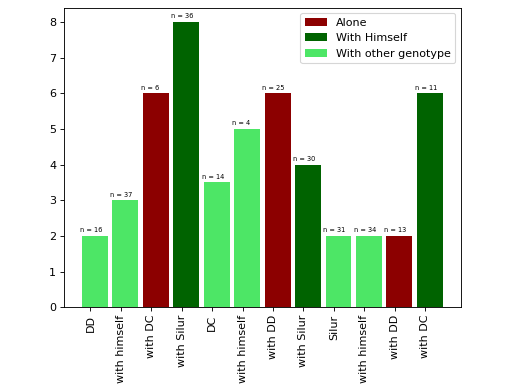 8
7
6
5
4
3
2
1
0
n = 16
n = 37
n = 6
n = 36
n = 14
n = 4
n = 25
n = 30
n = 31
n = 34
n = 13
n = 11
Alone
With Himself
With other genotype
DD
with himself
with DC
with Silur
DC
with himself
with DD
with Silur
Silur
with himself
with DD
with DC